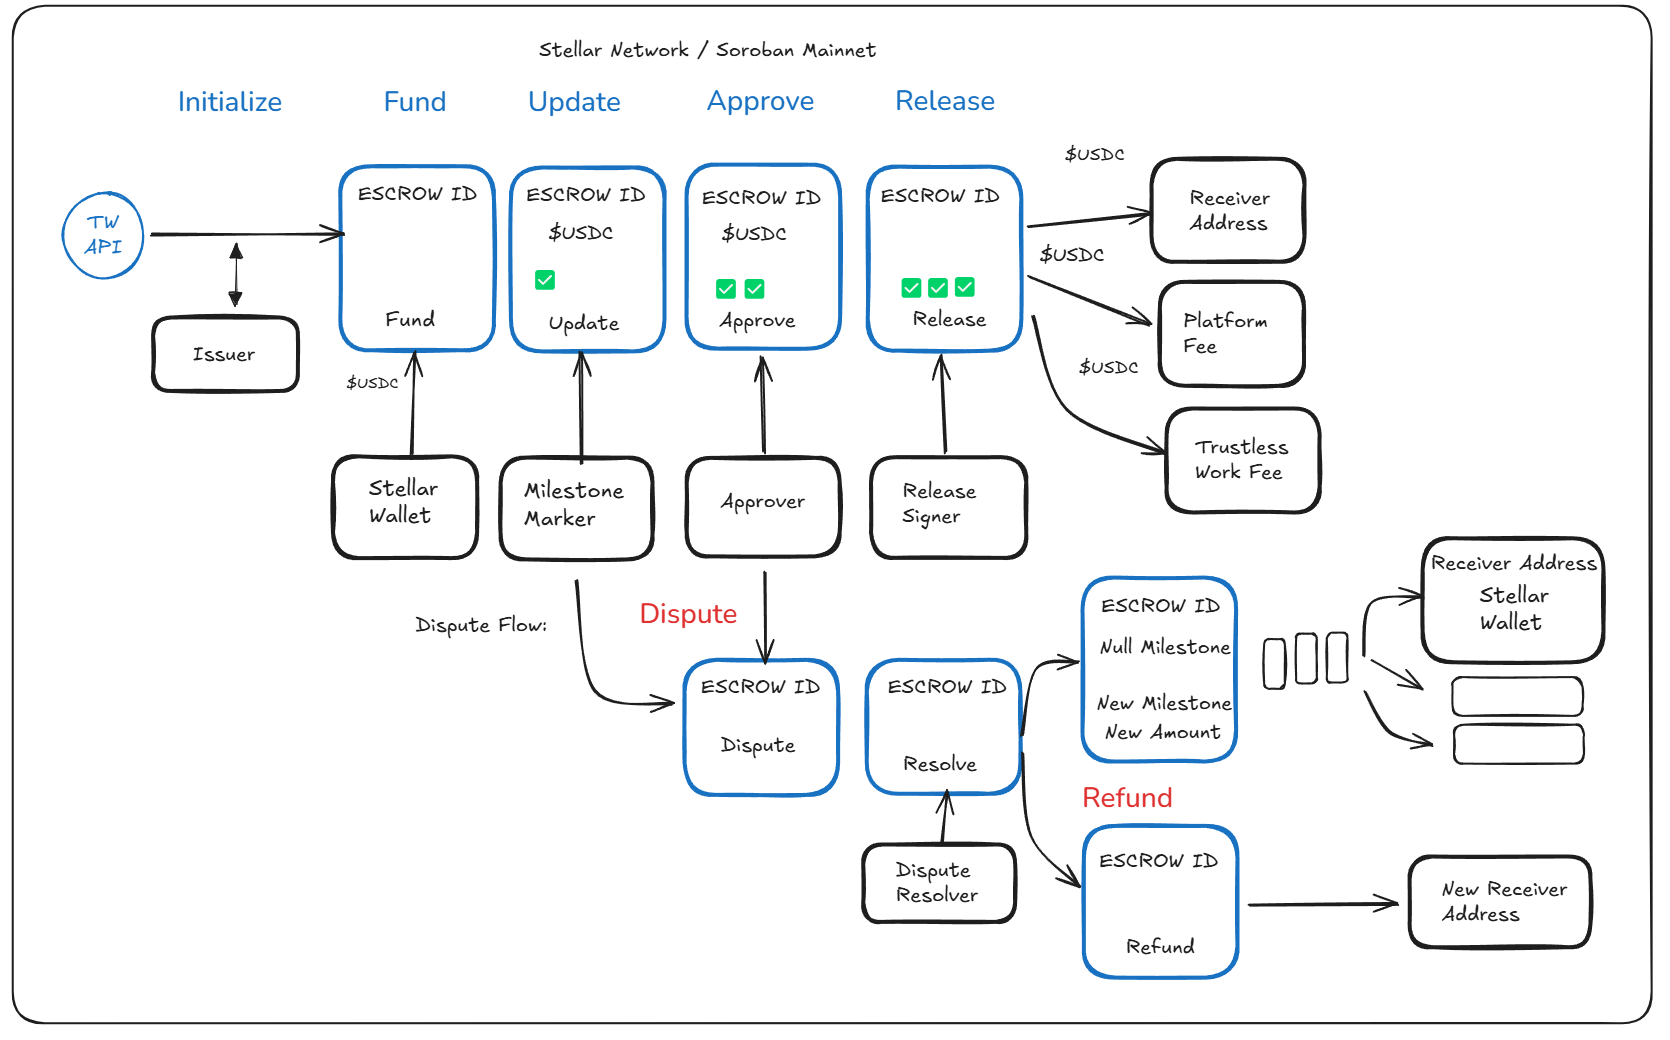 Stellar Network / Soroban Mainnet
Initialize
Fund
Update
Approve
Release
TW
API
Issuer
ESCROW ID
Fund
$USDC
Stellar
Wallet
ESCROW ID
$USDC
Update
Milestone
Marker
ESCROW ID
$USDC
Approve
Approver
ESCROW ID
Release
Release
Signer
$USDC
Receiver
Address
$USDC
Platform
Fee
$USDC
Trustless
Work Fee
Dispute Flow:
Dispute
ESCROW ID
Dispute
ESCROW ID
Resolve
Dispute
Resolver
ESCROW ID
Null Milestone
New Milestone
New Amount
Receiver Address
Stellar
Wallet
Refund
ESCROW ID
Refund
New Receiver
Address